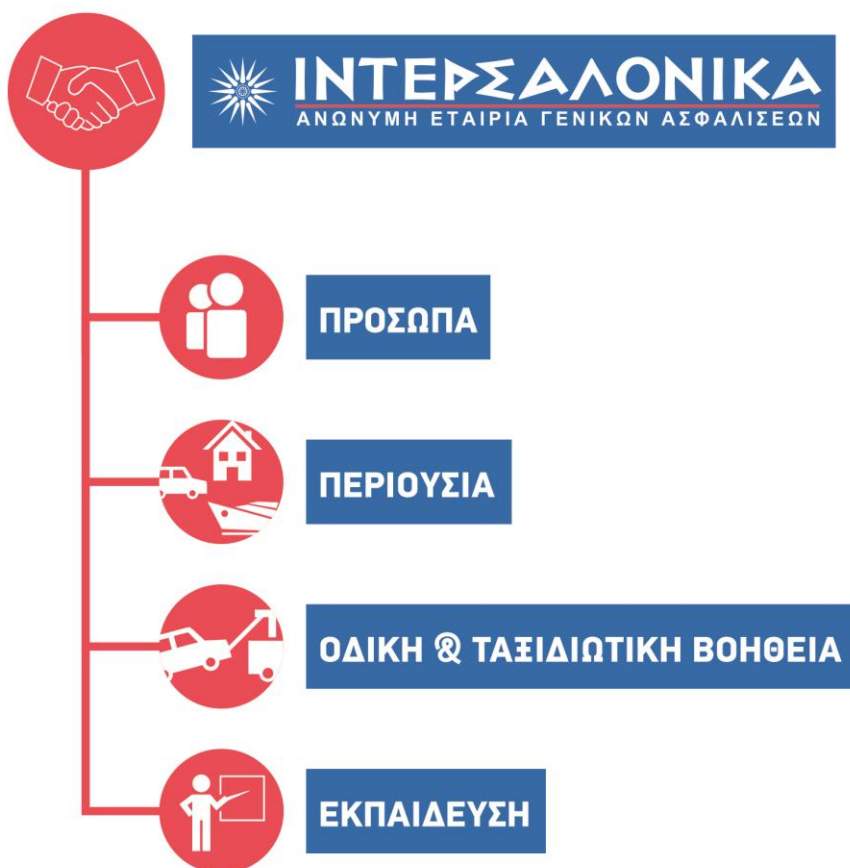 ΙΝΤΕΡΣΑΛΟΝΙΚΑ
ΑΝΩΝΥΜΗ ΕΤΑΙΡΙΑ ΓΕΝΙΚΩΝ ΑΣΦΑΛΙΣΕΩΝ
ΠΡΟΣΩΠΑ
ΠΕΡΙΟΥΣΙΑ
ΟΔΙΚΗ & ΤΑΞΙΔΙΩΤΙΚΗ ΒΟΗΘΕΙΑ
ΕΚΠΑΙΔΕΥΣΗ